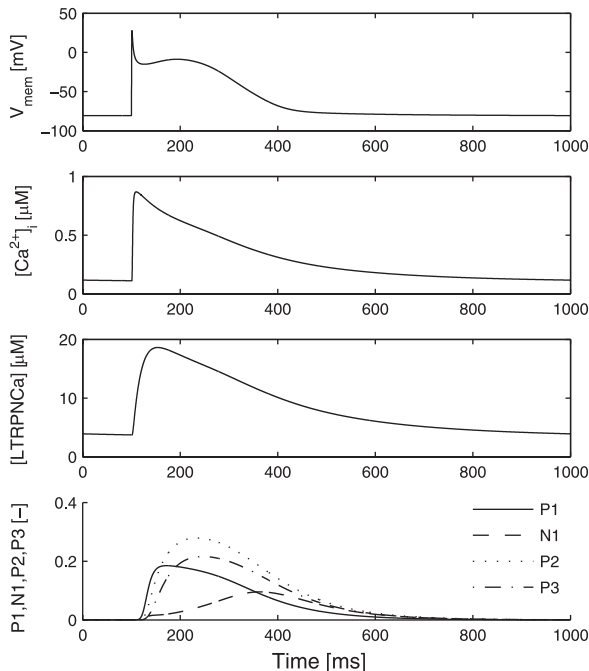 50
0
−50
−100
V_mem [mV]
0 200 400 600 800 1000
1
0.5
0
[Ca²⁺]_i [μM]
0 200 400 600 800 1000
20
10
0
[LTRPNCa] [μM]
0 200 400 600 800 1000
0.4
0.2
0
P1,N1,P2,P3 [-]
P1
N1
P2
P3
0 200 400 600 800 1000
Time [ms]